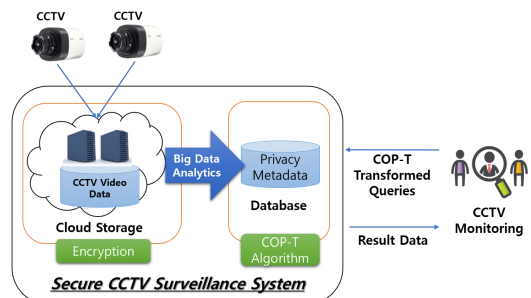 CCTV
CCTV
CCTV Video
Data
Cloud Storage
Encryption
Big Data
Analytics
Privacy
Metadata
Database
COP-T
Algorithm
COP-T
Transformed
Queries
Result Data
CCTV
Monitoring
Secure CCTV Surveillance System